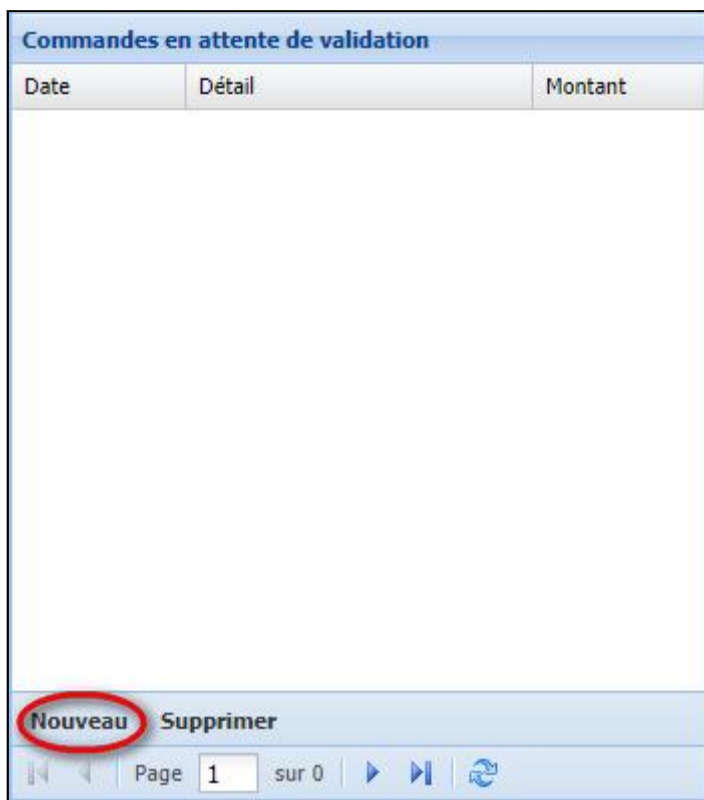 Commandes en attente de validation
Date Détail Montant
Nouveau Supprimer
Page 1 sur 0